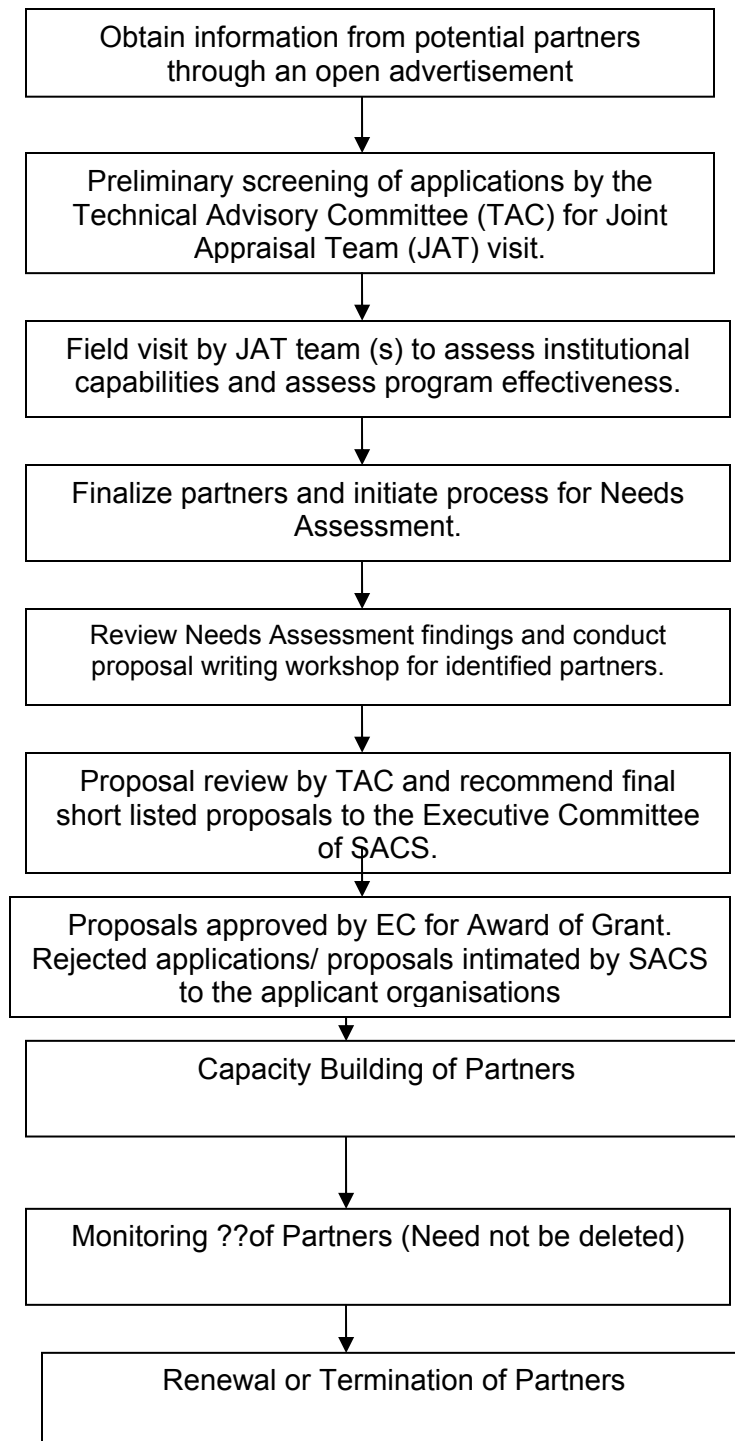 Obtain information from potential partners
through an open advertisement
Preliminary screening of applications by the
Technical Advisory Committee (TAC) for Joint
Appraisal Team (JAT) visit.
Field visit by JAT team (s) to assess institutional
capabilities and assess program effectiveness.
Finalize partners and initiate process for Needs
Assessment.
Review Needs Assessment findings and conduct
proposal writing workshop for identified partners.
Proposal review by TAC and recommend final
short listed proposals to the Executive Committee
of SACS.
Proposals approved by EC for Award of Grant.
Rejected applications/ proposals intimated by SACS
to the applicant organisations
Capacity Building of Partners
Monitoring ??of Partners (Need not be deleted)
Renewal or Termination of Partners